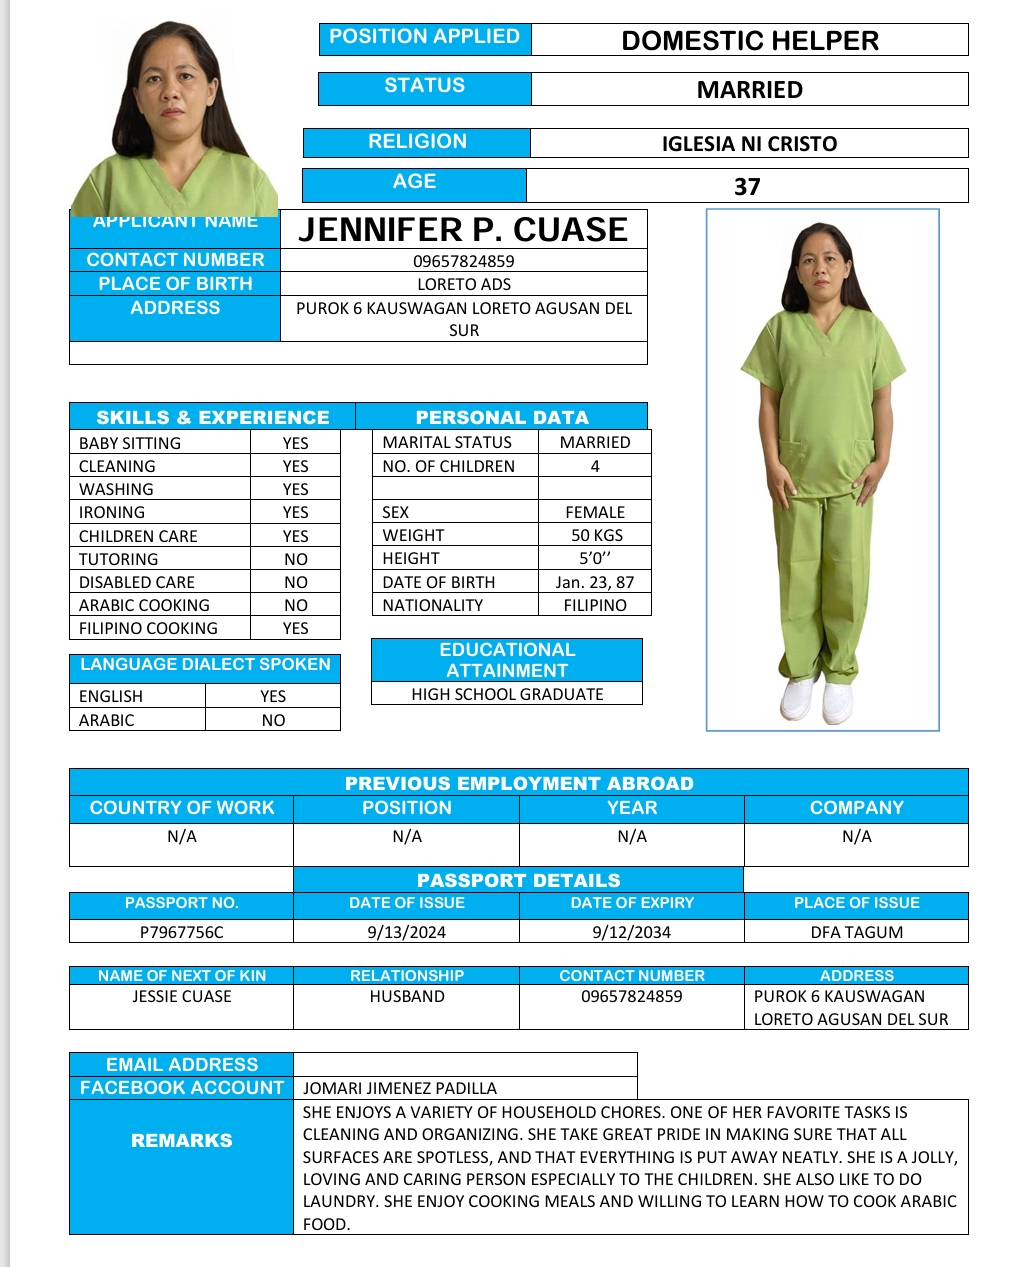 POSITION APPLIED DOMESTIC HELPER
STATUS MARRIED
RELIGION IGLESIA NI CRISTO
AGE 37
APPLICANT NAME JENNIFER P. CUASE
CONTACT NUMBER 09657824859
PLACE OF BIRTH LORETO ADS
ADDRESS PUROK 6 KAUSWAGAN LORETO AGUSAN DEL
SUR
SKILLS & EXPERIENCE
BABY SITTING YES
CLEANING YES
WASHING YES
IRONING YES
CHILDREN CARE YES
TUTORING NO
DISABLED CARE NO
ARABIC COOKING NO
FILIPINO COOKING YES
LANGUAGE DIALECT SPOKEN
ENGLISH YES
ARABIC NO
PERSONAL DATA
MARITAL STATUS MARRIED
NO. OF CHILDREN 4
SEX FEMALE
WEIGHT 50 KGS
HEIGHT 5’0’’
DATE OF BIRTH Jan. 23, 87
NATIONALITY FILIPINO
EDUCATIONAL
ATTAINMENT
HIGH SCHOOL GRADUATE
PREVIOUS EMPLOYMENT ABROAD
COUNTRY OF WORK POSITION YEAR COMPANY
N/A N/A N/A N/A
PASSPORT DETAILS
PASSPORT NO. DATE OF ISSUE DATE OF EXPIRY PLACE OF ISSUE
P7967756C 9/13/2024 9/12/2034 DFA TAGUM
NAME OF NEXT OF KIN RELATIONSHIP CONTACT NUMBER ADDRESS
JESSIE CUASE HUSBAND 09657824859 PUROK 6 KAUSWAGAN
LORETO AGUSAN DEL SUR
EMAIL ADDRESS
FACEBOOK ACCOUNT JOMARI JIMENEZ PADILLA
REMARKS
SHE ENJOYS A VARIETY OF HOUSEHOLD CHORES. ONE OF HER FAVORITE TASKS IS
CLEANING AND ORGANIZING. SHE TAKE GREAT PRIDE IN MAKING SURE THAT ALL
SURFACES ARE SPOTLESS, AND THAT EVERYTHING IS PUT AWAY NEATLY. SHE IS A JOLLY,
LOVING AND CARING PERSON ESPECIALLY TO THE CHILDREN. SHE ALSO LIKE TO DO
LAUNDRY. SHE ENJOY COOKING MEALS AND WILLING TO LEARN HOW TO COOK ARABIC
FOOD.